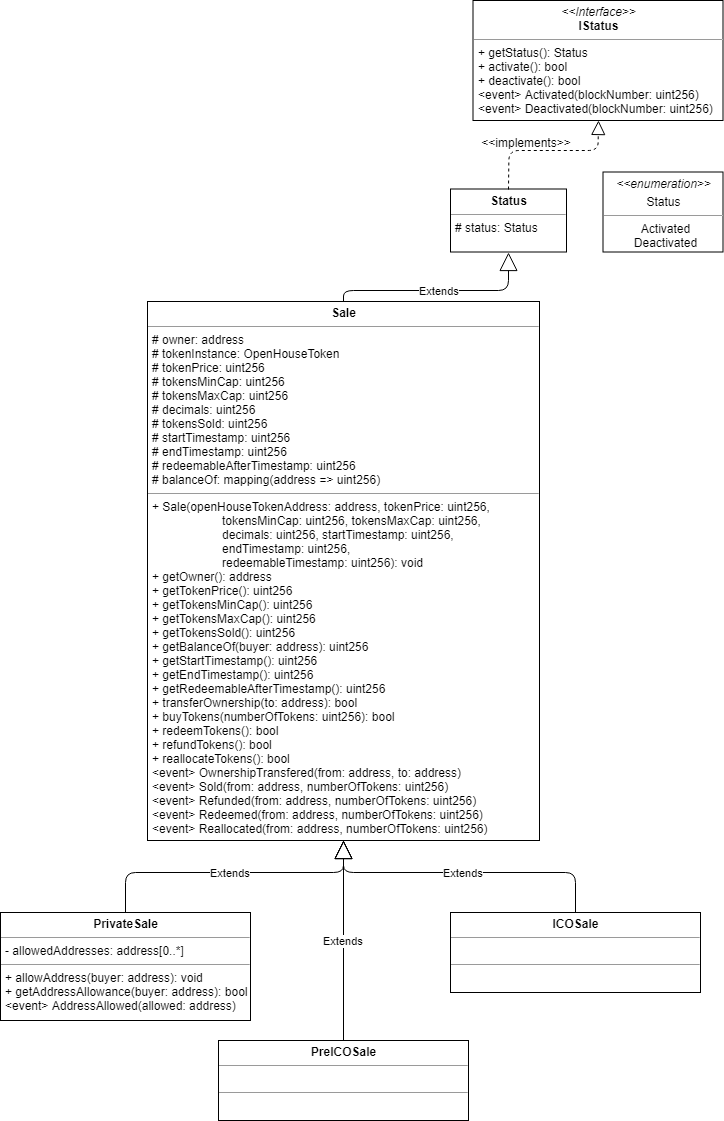 <<Interface>>
IStatus
+ getStatus(): Status
+ activate(): bool
+ deactivate(): bool
<event> Activated(blockNumber: uint256)
<event> Deactivated(blockNumber: uint256)
<<implements>>
<<enumeration>>
Status
Activated
Deactivated
Status
# status: Status
Extends
Sale
# owner: address
# tokenInstance: OpenHouseToken
# tokenPrice: uint256
# tokensMinCap: uint256
# tokensMaxCap: uint256
# decimals: uint256
# tokensSold: uint256
# startTimestamp: uint256
# endTimestamp: uint256
# redeemableAfterTimestamp: uint256
# balanceOf: mapping(address => uint256)
+ Sale(openHouseTokenAddress: address, tokenPrice: uint256,
tokensMinCap: uint256, tokensMaxCap: uint256,
decimals: uint256, startTimestamp: uint256,
endTimestamp: uint256,
redeemableTimestamp: uint256): void
+ getOwner(): address
+ getTokenPrice(): uint256
+ getTokensMinCap(): uint256
+ getTokensMaxCap(): uint256
+ getTokensSold(): uint256
+ getBalanceOf(buyer: address): uint256
+ getStartTimestamp(): uint256
+ getEndTimestamp(): uint256
+ getRedeemableAfterTimestamp(): uint256
+ transferOwnership(to: address): bool
+ buyTokens(numberOfTokens: uint256): bool
+ redeemTokens(): bool
+ refundTokens(): bool
+ reallocateTokens(): bool
<event> OwnershipTransfered(from: address, to: address)
<event> Sold(from: address, numberOfTokens: uint256)
<event> Refunded(from: address, numberOfTokens: uint256)
<event> Redeemed(from: address, numberOfTokens: uint256)
<event> Reallocated(from: address, numberOfTokens: uint256)
Extends
Extends
Extends
PrivateSale
- allowedAddresses: address[0..*]
+ allowAddress(buyer: address): void
+ getAddressAllowance(buyer: address): bool
<event> AddressAllowed(allowed: address)
ICOSale
PreICOSale